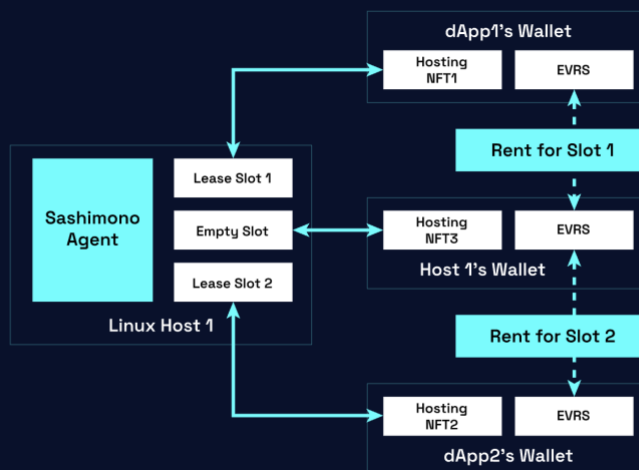 dApp1's Wallet
Hosting
NFT1
EVRS
Rent for Slot 1
Lease Slot 1
Sashimono
Agent
Empty Slot
Lease Slot 2
Linux Host 1
Hosting
NFT3
EVRS
Host 1's Wallet
Rent for Slot 2
Hosting
NFT2
EVRS
dApp2's Wallet